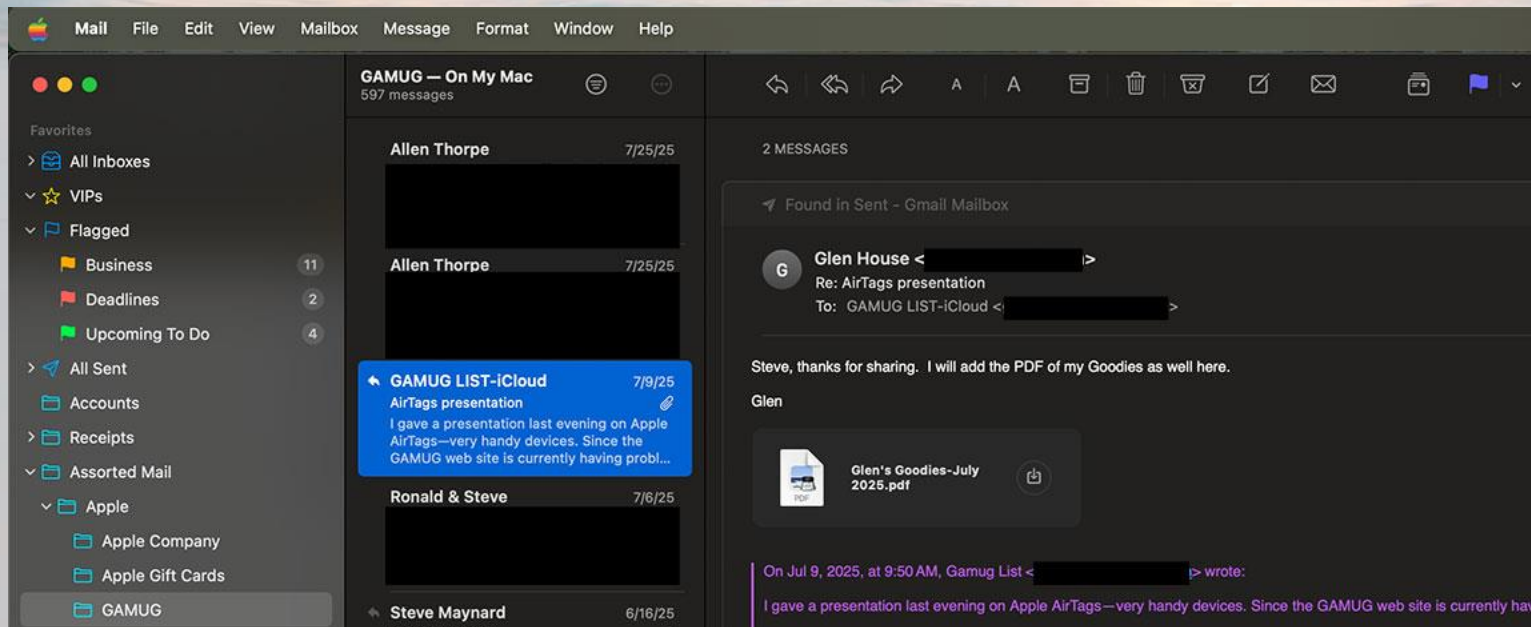 Mail File Edit View Mailbox Message Format Window Help
GAMUG — On My Mac
597 messages
A A
Favorites
All Inboxes
VIPs
Flagged
Business 11
Deadlines 2
Upcoming To Do 4
All Sent
Accounts
Receipts
Assorted Mail
Apple
Apple Company
Apple Gift Cards
GAMUG
Allen Thorpe 7/25/25
Allen Thorpe 7/25/25
GAMUG LIST-iCloud 7/9/25
AirTags presentation
I gave a presentation last evening on Apple
AirTags—very handy devices. Since the
GAMUG web site is currently having probl...
Ronald & Steve 7/6/25
Steve Maynard 6/16/25
2 MESSAGES
Found in Sent - Gmail Mailbox
G
Glen House < >
Re: AirTags presentation
To: GAMUG LIST-iCloud < >
Steve, thanks for sharing. I will add the PDF of my Goodies as well here.
Glen
PDF
Glen's Goodies-July
2025.pdf
On Jul 9, 2025, at 9:50 AM, Gamug List < > wrote:
I gave a presentation last evening on Apple AirTags—very handy devices. Since the GAMUG web site is currently